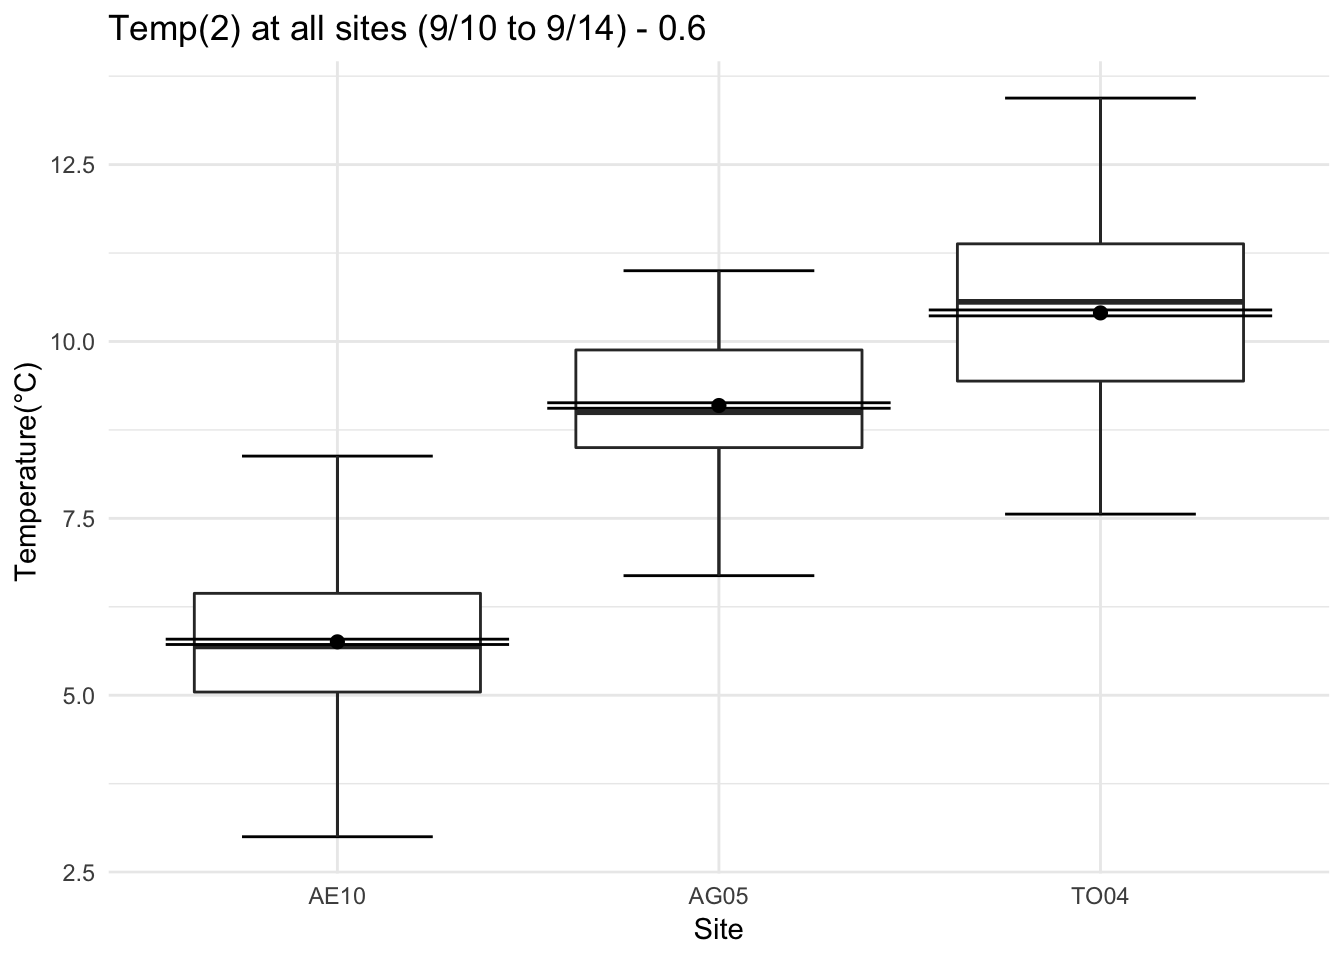 Temp(2) at all sites (9/10 to 9/14) - 0.6
Temperature(°C)
12.5
10.0
7.5
5.0
2.5
AE10 AG05 TO04
Site